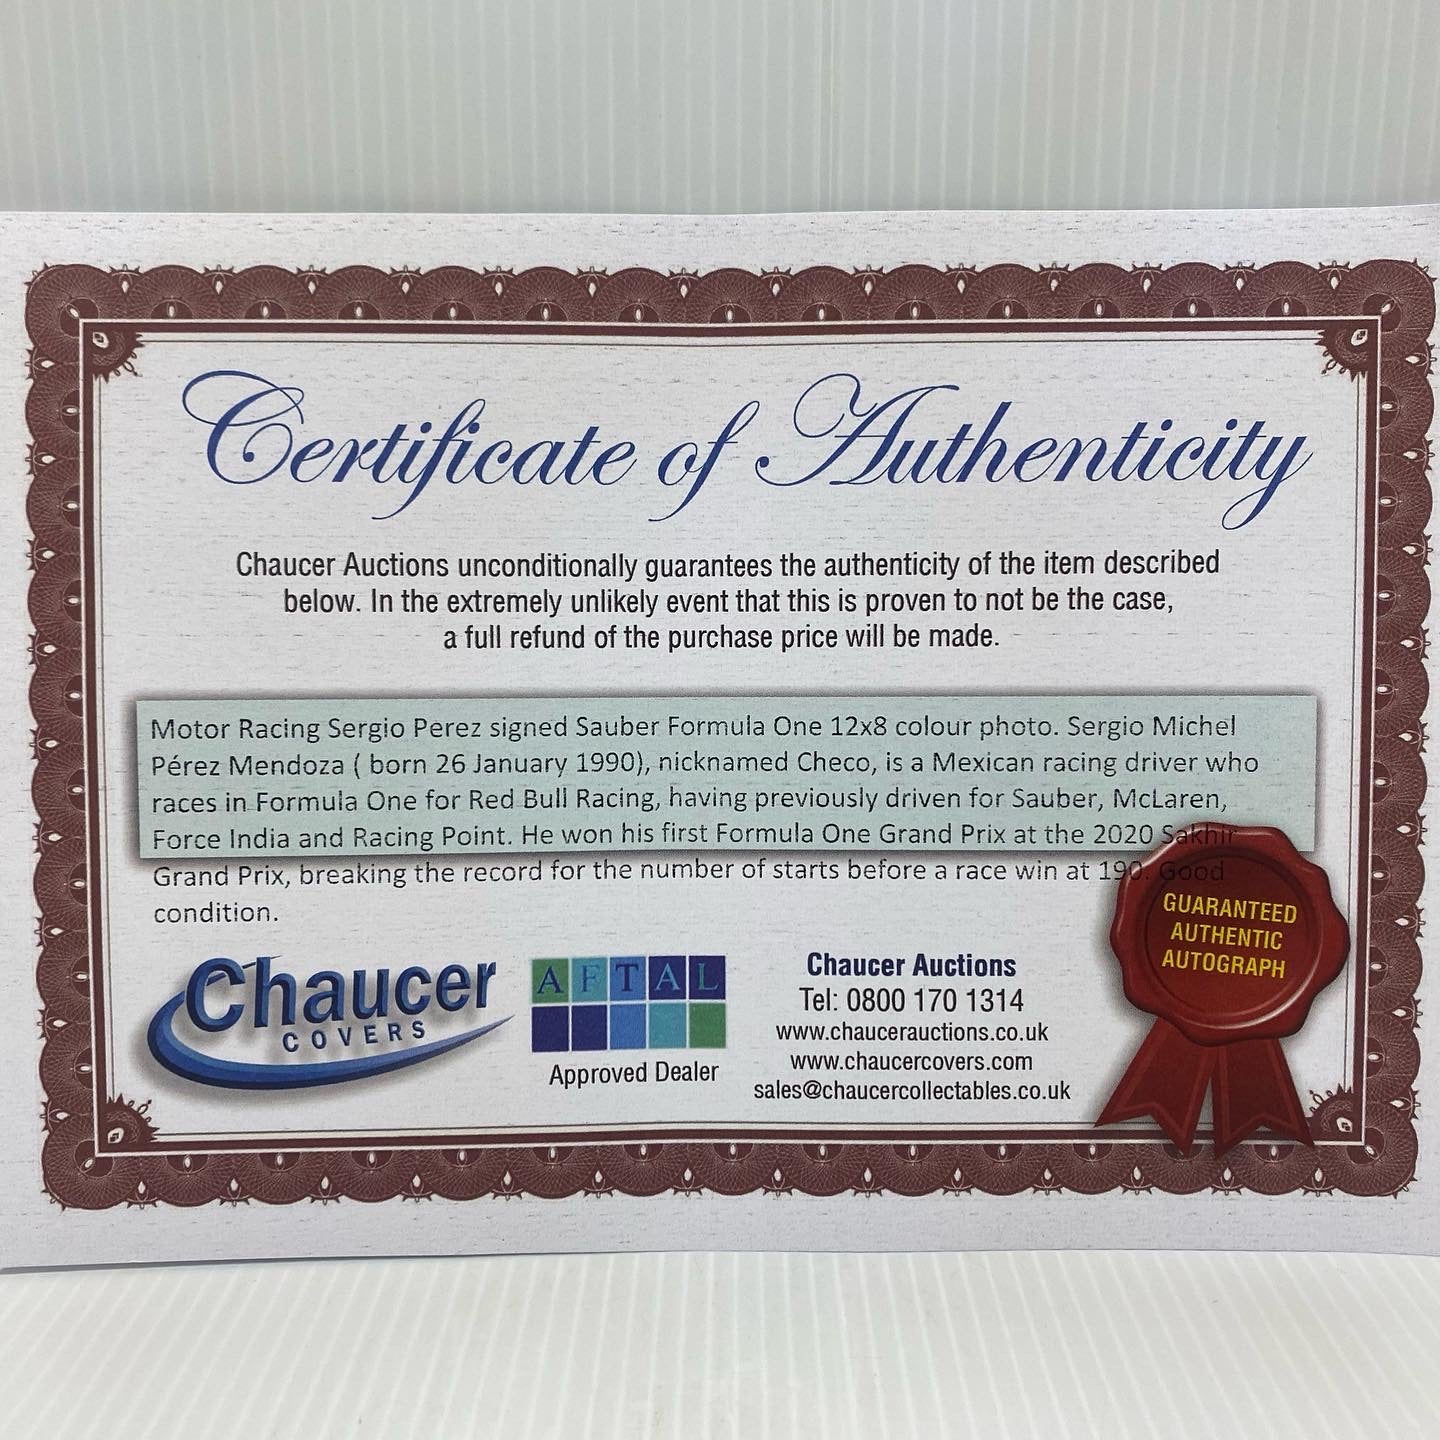 Certificate of Authenticity
Chaucer Auctions unconditionally guarantees the authenticity of the item described
below. In the extremely unlikely event that this is proven to not be the case,
a full refund of the purchase price will be made.
Motor Racing Sergio Perez signed Sauber Formula One 12x8 colour photo. Sergio Michel
Pérez Mendoza ( born 26 January 1990), nicknamed Checo, is a Mexican racing driver who
races in Formula One for Red Bull Racing, having previously driven for Sauber, McLaren,
Force India and Racing Point. He won his first Formula One Grand Prix at the 2020 Sakhir
Grand Prix, breaking the record for the number of starts before a race win at 190. Good
condition.
GUARANTEED
AUTHENTIC
AUTOGRAPH
Chaucer
COVERS
AFTAL
Approved Dealer
Chaucer Auctions
Tel: 0800 170 1314
www.chaucerauctions.co.uk
www.chaucercovers.com
sales@chaucercollectables.co.uk